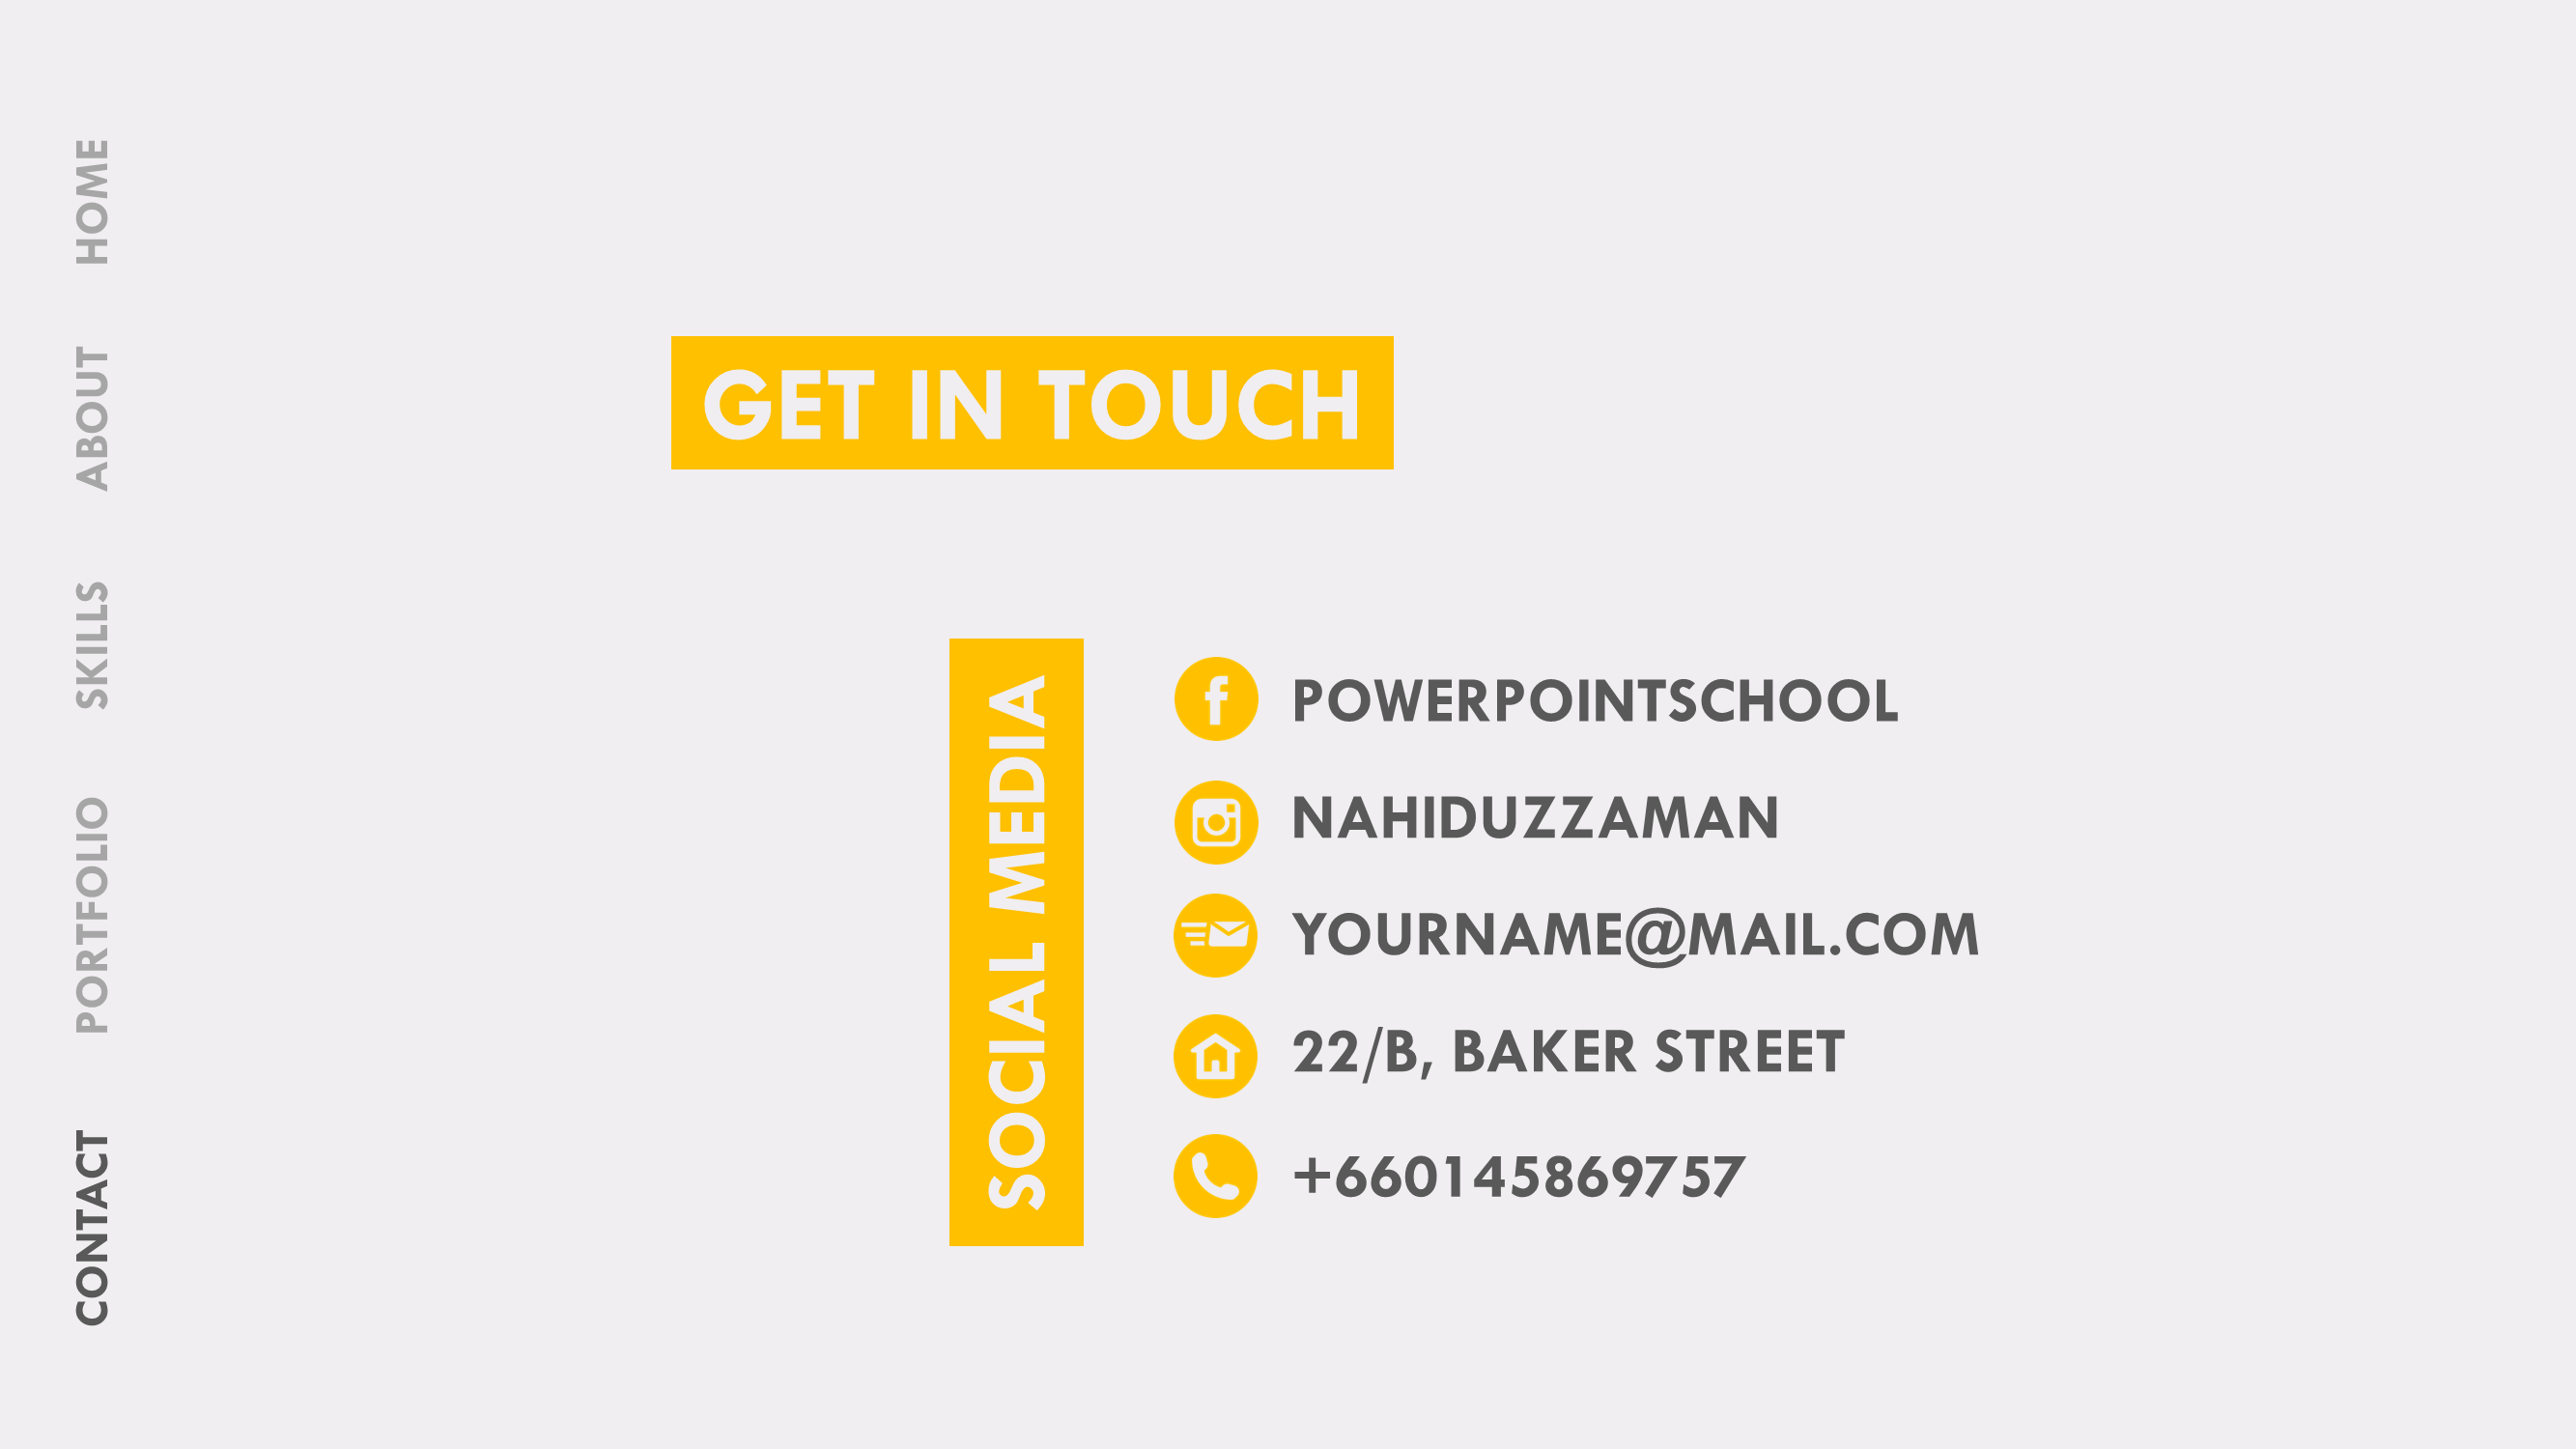 HOME
ABOUT
SKILLS
PORTFOLIO
CONTACT
GET IN TOUCH
SOCIAL MEDIA
POWERPOINTSCHOOL
NAHIDUZZAMAN
YOURNAME@MAIL.COM
22/B, BAKER STREET
+660145869757